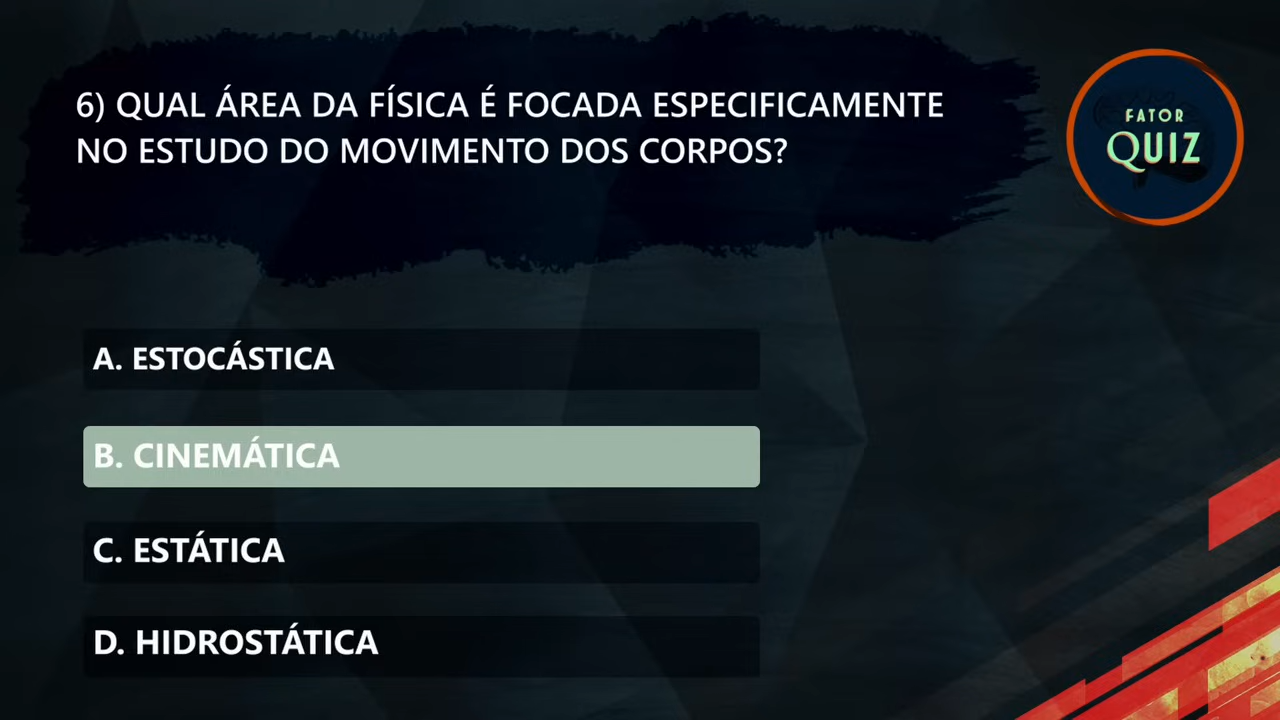 6) QUAL ÁREA DA FÍSICA É FOCADA ESPECIFICAMENTE
NO ESTUDO DO MOVIMENTO DOS CORPOS?
FATOR
QUIZ
A. ESTOCÁSTICA
B. CINEMÁTICA
C. ESTÁTICA
D. HIDROSTÁTICA